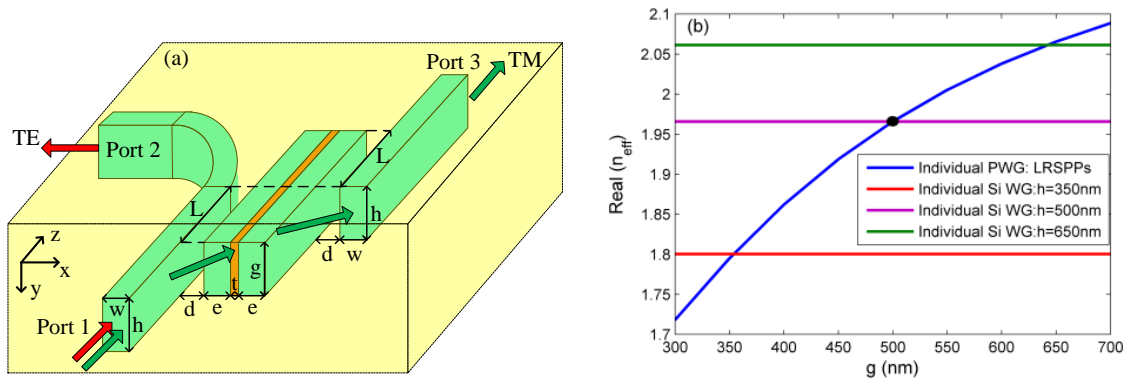 (a)
Port 3
TM
TE
Port 2
L
L
h
z
x
y
d
w
g
t
d
e
e
w
h
Port 1
(b)
2.1
2.05
2
1.95
1.9
1.85
1.8
1.75
1.7
Real (neff)
Individual PWG: LRSPPs
Individual Si WG:h=350nm
Individual Si WG:h=500nm
Individual Si WG:h=650nm
300 350 400 450 500 550 600 650 700
g (nm)